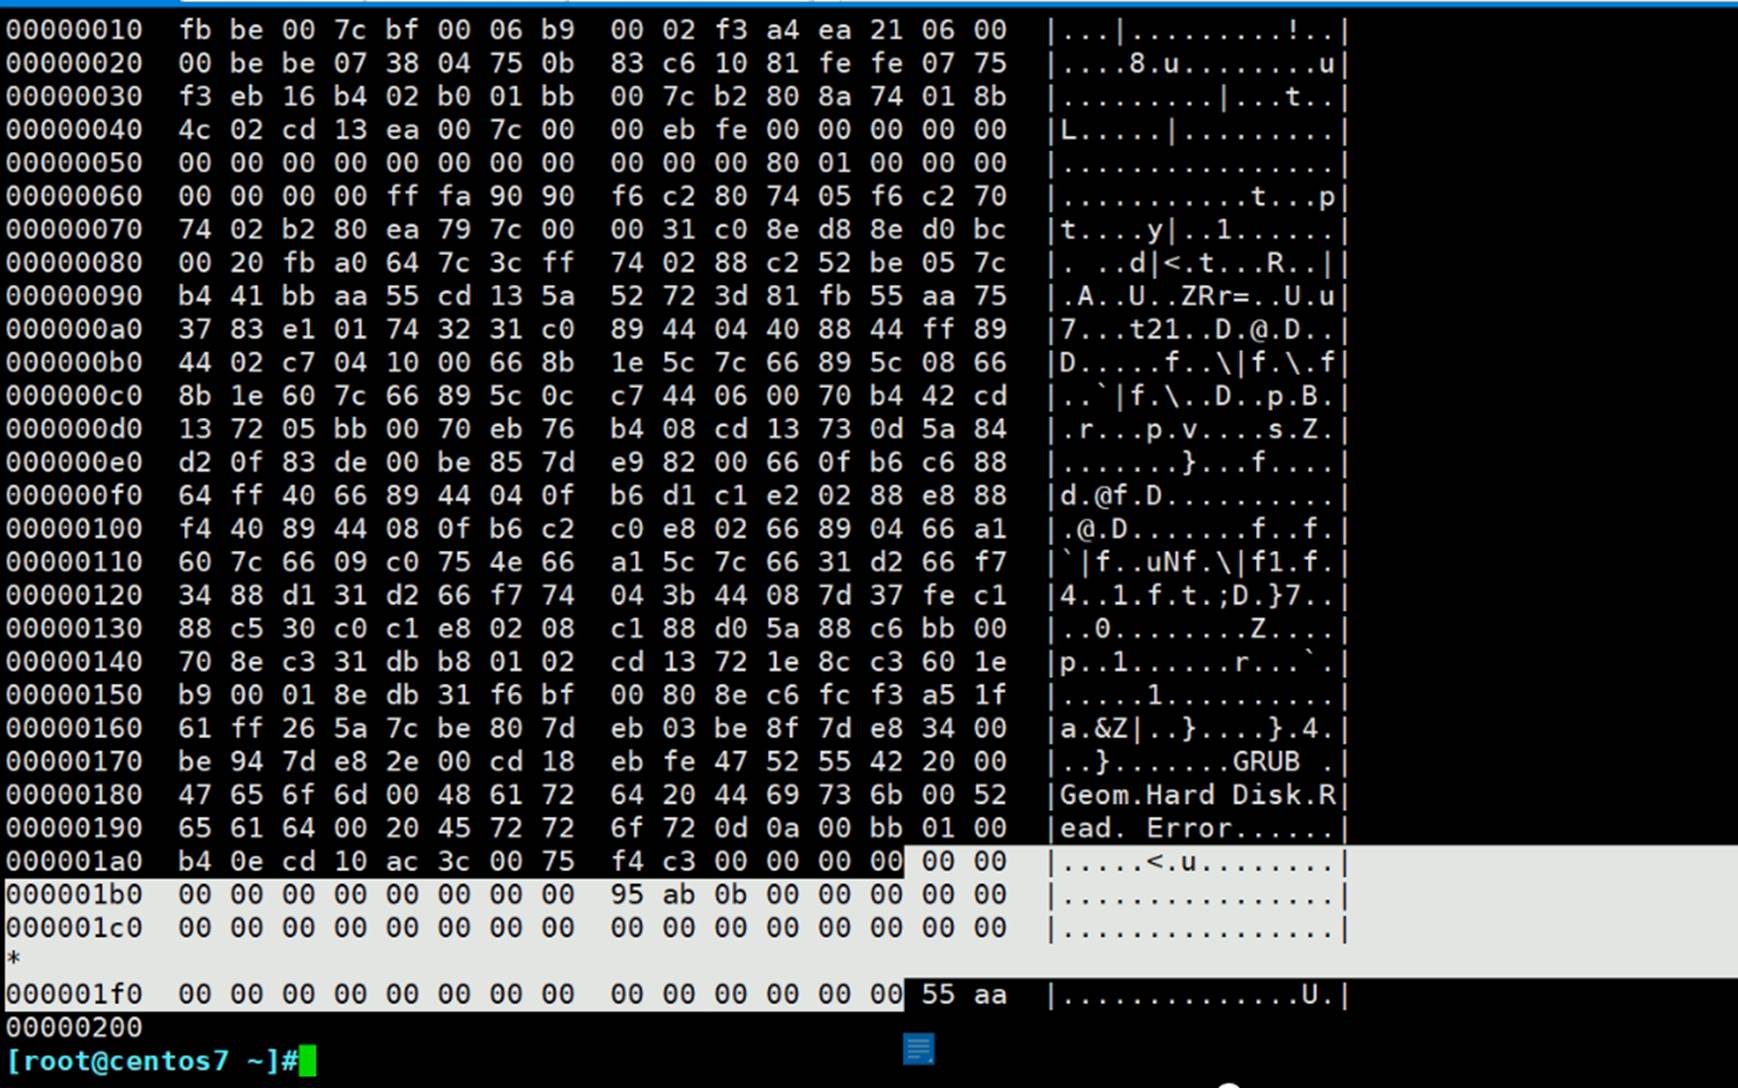 00000010  fb be 00 7c bf 00 06 b9  00 02 f3 a4 ea 21 06 00  |...|.........!..|
00000020  00 be be 07 38 04 75 0b  83 c6 10 81 fe fe 07 75  |....8.u........u|
00000030  f3 eb 16 b4 02 b0 01 bb  00 7c b2 80 8a 74 01 8b  |.........|...t..|
00000040  4c 02 cd 13 ea 00 7c 00  00 eb fe 00 00 00 00 00  |L.....|.........|
00000050  00 00 00 00 00 00 00 00  00 00 00 80 01 00 00 00  |................|
00000060  00 00 00 00 ff fa 90 90  f6 c2 80 74 05 f6 c2 70  |...........t...p|
00000070  74 02 b2 80 ea 79 7c 00  00 31 c0 8e d8 8e d0 bc  |t....y|..1......|
00000080  00 20 fb a0 64 7c 3c ff  74 02 88 c2 52 be 05 7c  |. ..d|<.t...R..||
00000090  b4 41 bb aa 55 cd 13 5a  52 72 3d 81 fb 55 aa 75  |.A..U..ZRr=..U.u|
000000a0  37 83 e1 01 74 32 31 c0  89 44 04 40 88 44 ff 89  |7...t21..D.@.D..|
000000b0  44 02 c7 04 10 00 66 8b  1e 5c 7c 66 89 5c 08 66  |D.....f..\|f.\.f|
000000c0  8b 1e 60 7c 66 89 5c 0c  c7 44 06 00 70 b4 42 cd  |..`|f.\..D..p.B.|
000000d0  13 72 05 bb 00 70 eb 76  b4 08 cd 13 73 0d 5a 84  |.r...p.v....s.Z.|
000000e0  d2 0f 83 de 00 be 85 7d  e9 82 00 66 0f b6 c6 88  |.......}...f....|
000000f0  64 ff 40 66 89 44 04 0f  b6 d1 c1 e2 02 88 e8 88  |d.@f.D..........|
00000100  f4 40 89 44 08 0f b6 c2  c0 e8 02 66 89 04 66 a1  |.@.D.......f..f.|
00000110  60 7c 66 09 c0 75 4e 66  a1 5c 7c 66 31 d2 66 f7  |`|f..uNf.\|f1.f.|
00000120  34 88 d1 31 d2 66 f7 74  04 3b 44 08 7d 37 fe c1  |4..1.f.t.;D.}7..|
00000130  88 c5 30 c0 c1 e8 02 08  c1 88 d0 5a 88 c6 bb 00  |..0........Z....|
00000140  70 8e c3 31 db b8 01 02  cd 13 72 1e 8c c3 60 1e  |p..1......r...`.|
00000150  b9 00 01 8e db 31 f6 bf  00 80 8e c6 fc f3 a5 1f  |.....1..........|
00000160  61 ff 26 5a 7c be 80 7d  eb 03 be 8f 7d e8 34 00  |a.&Z|..}....}.4.|
00000170  be 94 7d e8 2e 00 cd 18  eb fe 47 52 55 42 20 00  |..}.......GRUB .|
00000180  47 65 6f 6d 00 48 61 72  64 20 44 69 73 6b 00 52  |Geom.Hard Disk.R|
00000190  65 61 64 00 20 45 72 72  6f 72 0d 0a 00 bb 01 00  |ead. Error......|
000001a0  b4 0e cd 10 ac 3c 00 75  f4 c3 00 00 00 00 00 00  |.....<.u........|
000001b0  00 00 00 00 00 00 00 00  95 ab 0b 00 00 00 00 00  |................|
000001c0  00 00 00 00 00 00 00 00  00 00 00 00 00 00 00 00  |................|
*
000001f0  00 00 00 00 00 00 00 00  00 00 00 00 00 00 55 aa  |..............U.|
00000200
[root@centos7 ~]#